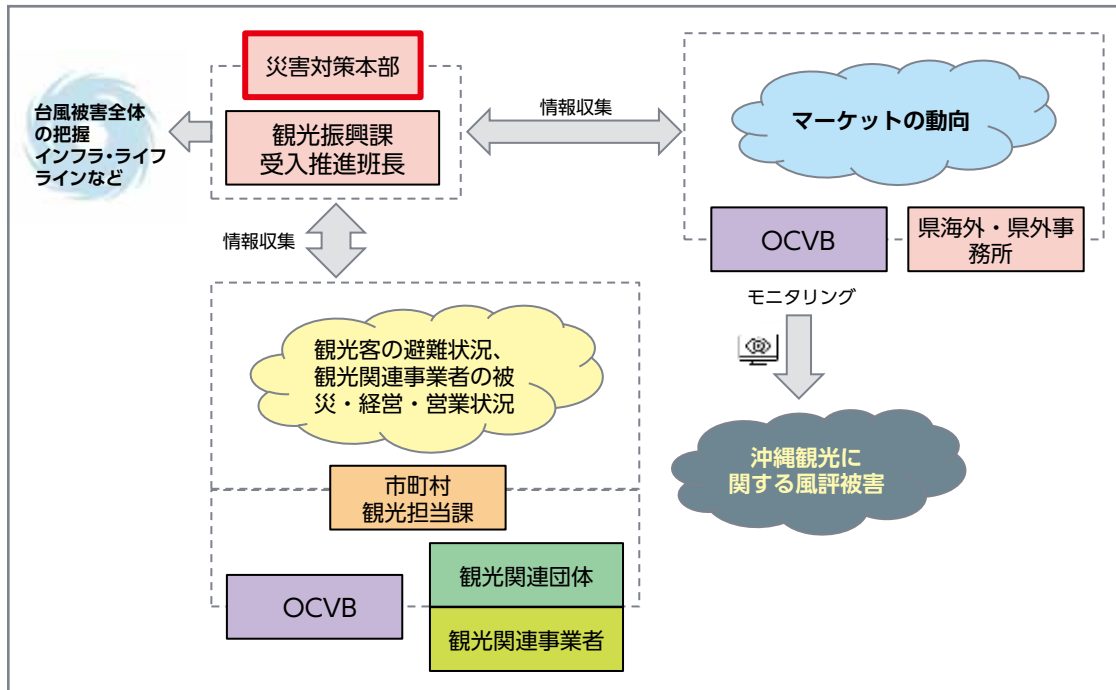 災害対策本部
観光振興課
受入推進班長
台風被害全体
の把握
インフラ・ライフ
ラインなど
情報収集
マーケットの動向
OCVB
県海外・県外事
務所
モニタリング
沖縄観光に
関する風評被害
情報収集
観光客の避難状況、
観光関連事業者の被
災・経営・営業状況
市町村
観光担当課
OCVB
観光関連団体
観光関連事業者